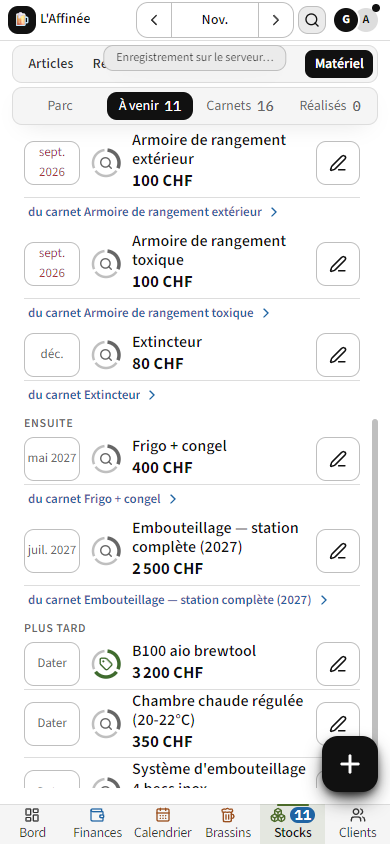 L'Affinée
Nov.
G
A
Articles
Enregistrement sur le serveur…
Matériel
Parc
À venir 11
Carnets 16
Réalisés 0
sept. 2026
Armoire de rangement extérieur
100 CHF
du carnet Armoire de rangement extérieur
sept. 2026
Armoire de rangement toxique
100 CHF
du carnet Armoire de rangement toxique
déc.
Extincteur
80 CHF
du carnet Extincteur
ENSUITE
mai 2027
Frigo + congel
400 CHF
du carnet Frigo + congel
juil. 2027
Embouteillage — station complète (2027)
2 500 CHF
du carnet Embouteillage — station complète (2027)
PLUS TARD
Dater
B100 aio brewtool
3 200 CHF
Dater
Chambre chaude régulée (20-22°C)
350 CHF
Système d'embouteillage
Bord
Finances
Calendrier
Brassins
11
Stocks
Clients